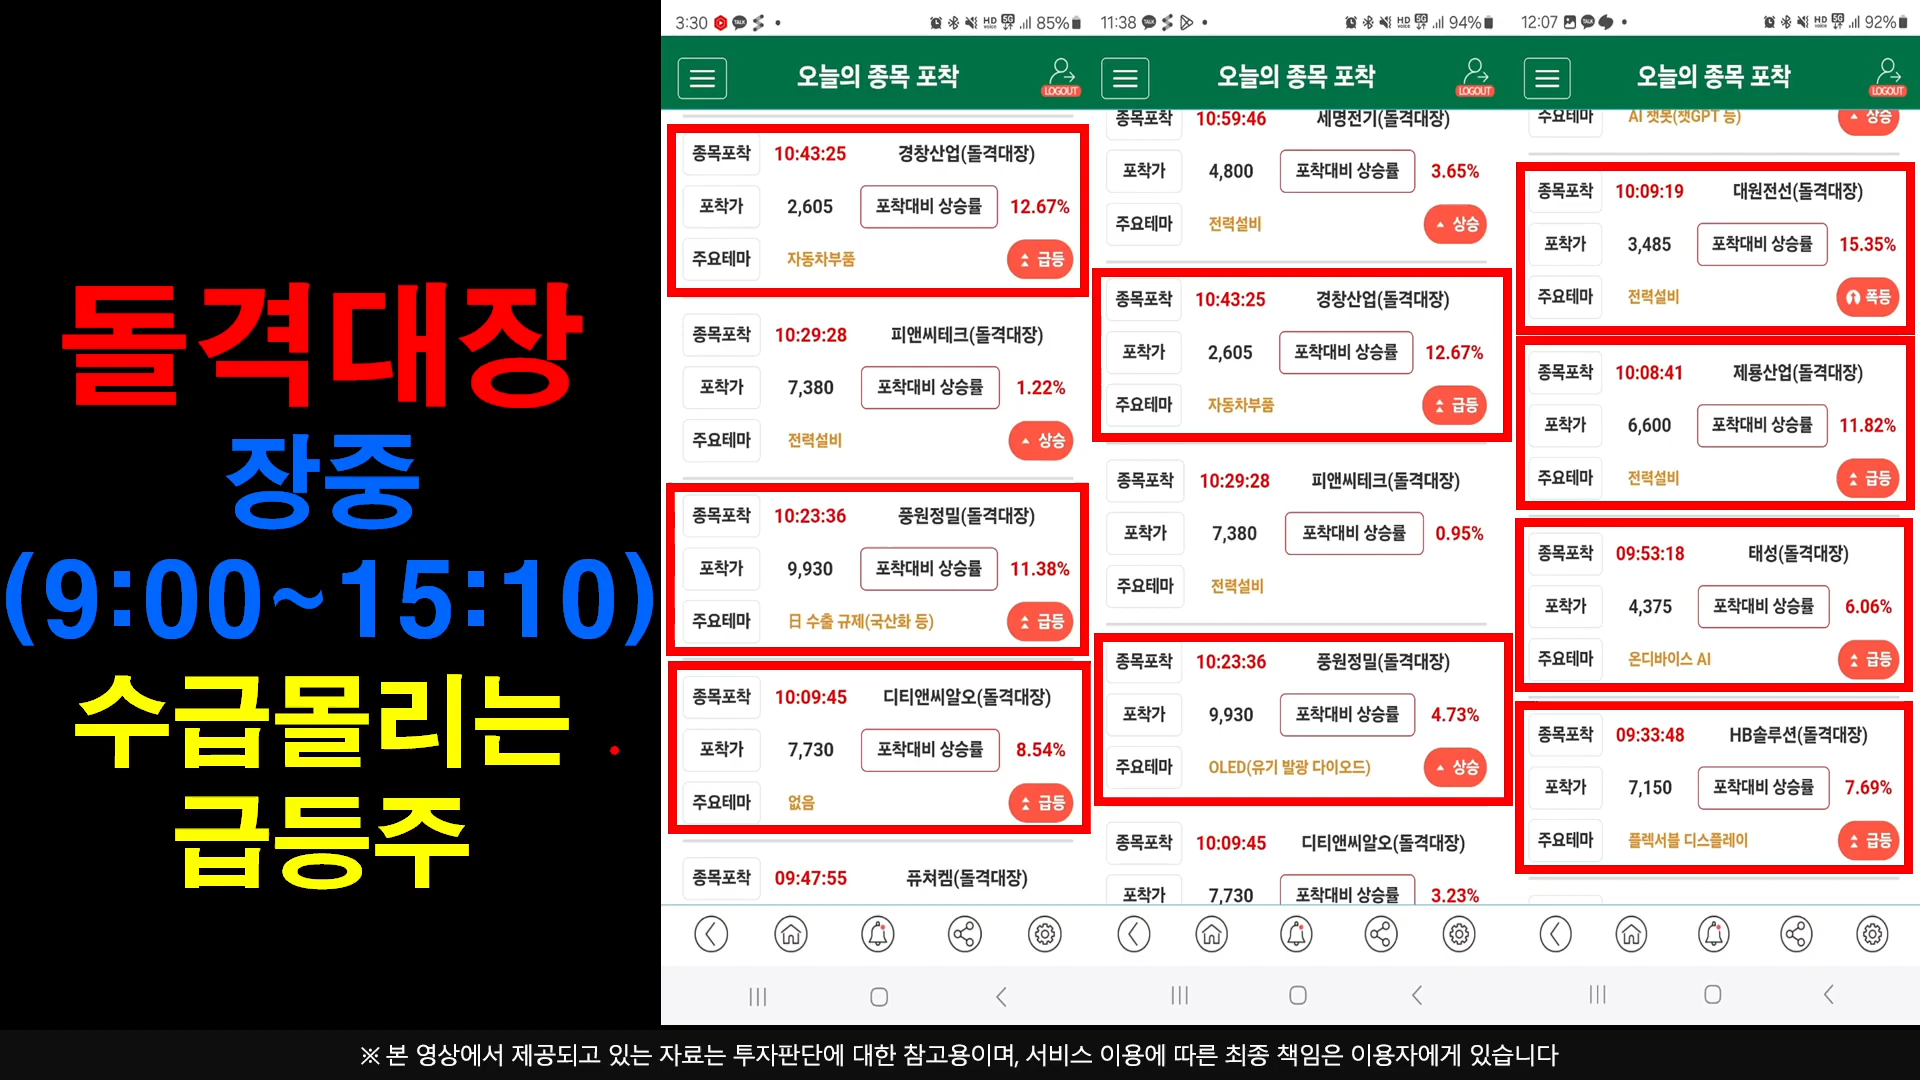 돌격대장
장중
(9:00~15:10)
수급몰리는
급등주
3:30
85%
오늘의 종목 포착
LOGOUT
종목포착 10:43:25 경창산업(돌격대장)
포착가 2,605 포착대비 상승률 12.67%
주요테마 자동차부품 급등
종목포착 10:29:28 피앤씨테크(돌격대장)
포착가 7,380 포착대비 상승률 1.22%
주요테마 전력설비 상승
종목포착 10:23:36 풍원정밀(돌격대장)
포착가 9,930 포착대비 상승률 11.38%
주요테마 日 수출 규제(국산화 등) 급등
종목포착 10:09:45 디티앤씨알오(돌격대장)
포착가 7,730 포착대비 상승률 8.54%
주요테마 없음 급등
종목포착 09:47:55 퓨쳐켐(돌격대장)
11:38
94%
오늘의 종목 포착
LOGOUT
종목포착 10:59:46 세명전기(돌격대장)
포착가 4,800 포착대비 상승률 3.65%
주요테마 전력설비 상승
종목포착 10:43:25 경창산업(돌격대장)
포착가 2,605 포착대비 상승률 12.67%
주요테마 자동차부품 급등
종목포착 10:29:28 피앤씨테크(돌격대장)
포착가 7,380 포착대비 상승률 0.95%
주요테마 전력설비
종목포착 10:23:36 풍원정밀(돌격대장)
포착가 9,930 포착대비 상승률 4.73%
주요테마 OLED(유기 발광 다이오드) 상승
종목포착 10:09:45 디티앤씨알오(돌격대장)
포착가 7,730 포착대비 상승률 3.23%
12:07
92%
오늘의 종목 포착
LOGOUT
주요테마 AI 챗봇(챗GPT 등) 상승
종목포착 10:09:19 대원전선(돌격대장)
포착가 3,485 포착대비 상승률 15.35%
주요테마 전력설비 폭등
종목포착 10:08:41 제룡산업(돌격대장)
포착가 6,600 포착대비 상승률 11.82%
주요테마 전력설비 급등
종목포착 09:53:18 태성(돌격대장)
포착가 4,375 포착대비 상승률 6.06%
주요테마 온디바이스 AI 급등
종목포착 09:33:48 HB솔루션(돌격대장)
포착가 7,150 포착대비 상승률 7.69%
주요테마 플렉서블 디스플레이 급등
※ 본 영상에서 제공되고 있는 자료는 투자판단에 대한 참고용이며, 서비스 이용에 따른 최종 책임은 이용자에게 있습니다